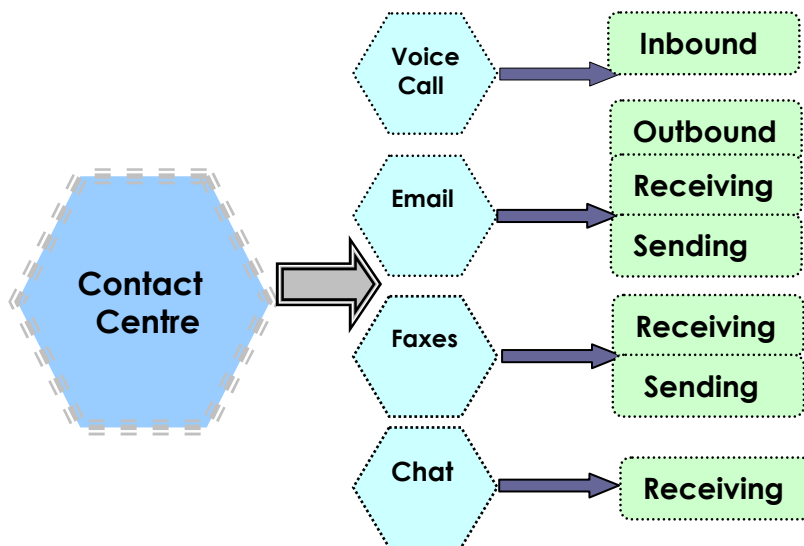 Contact
Centre
Voice
Call
Inbound
Outbound
Email
Receiving
Sending
Faxes
Receiving
Sending
Chat
Receiving